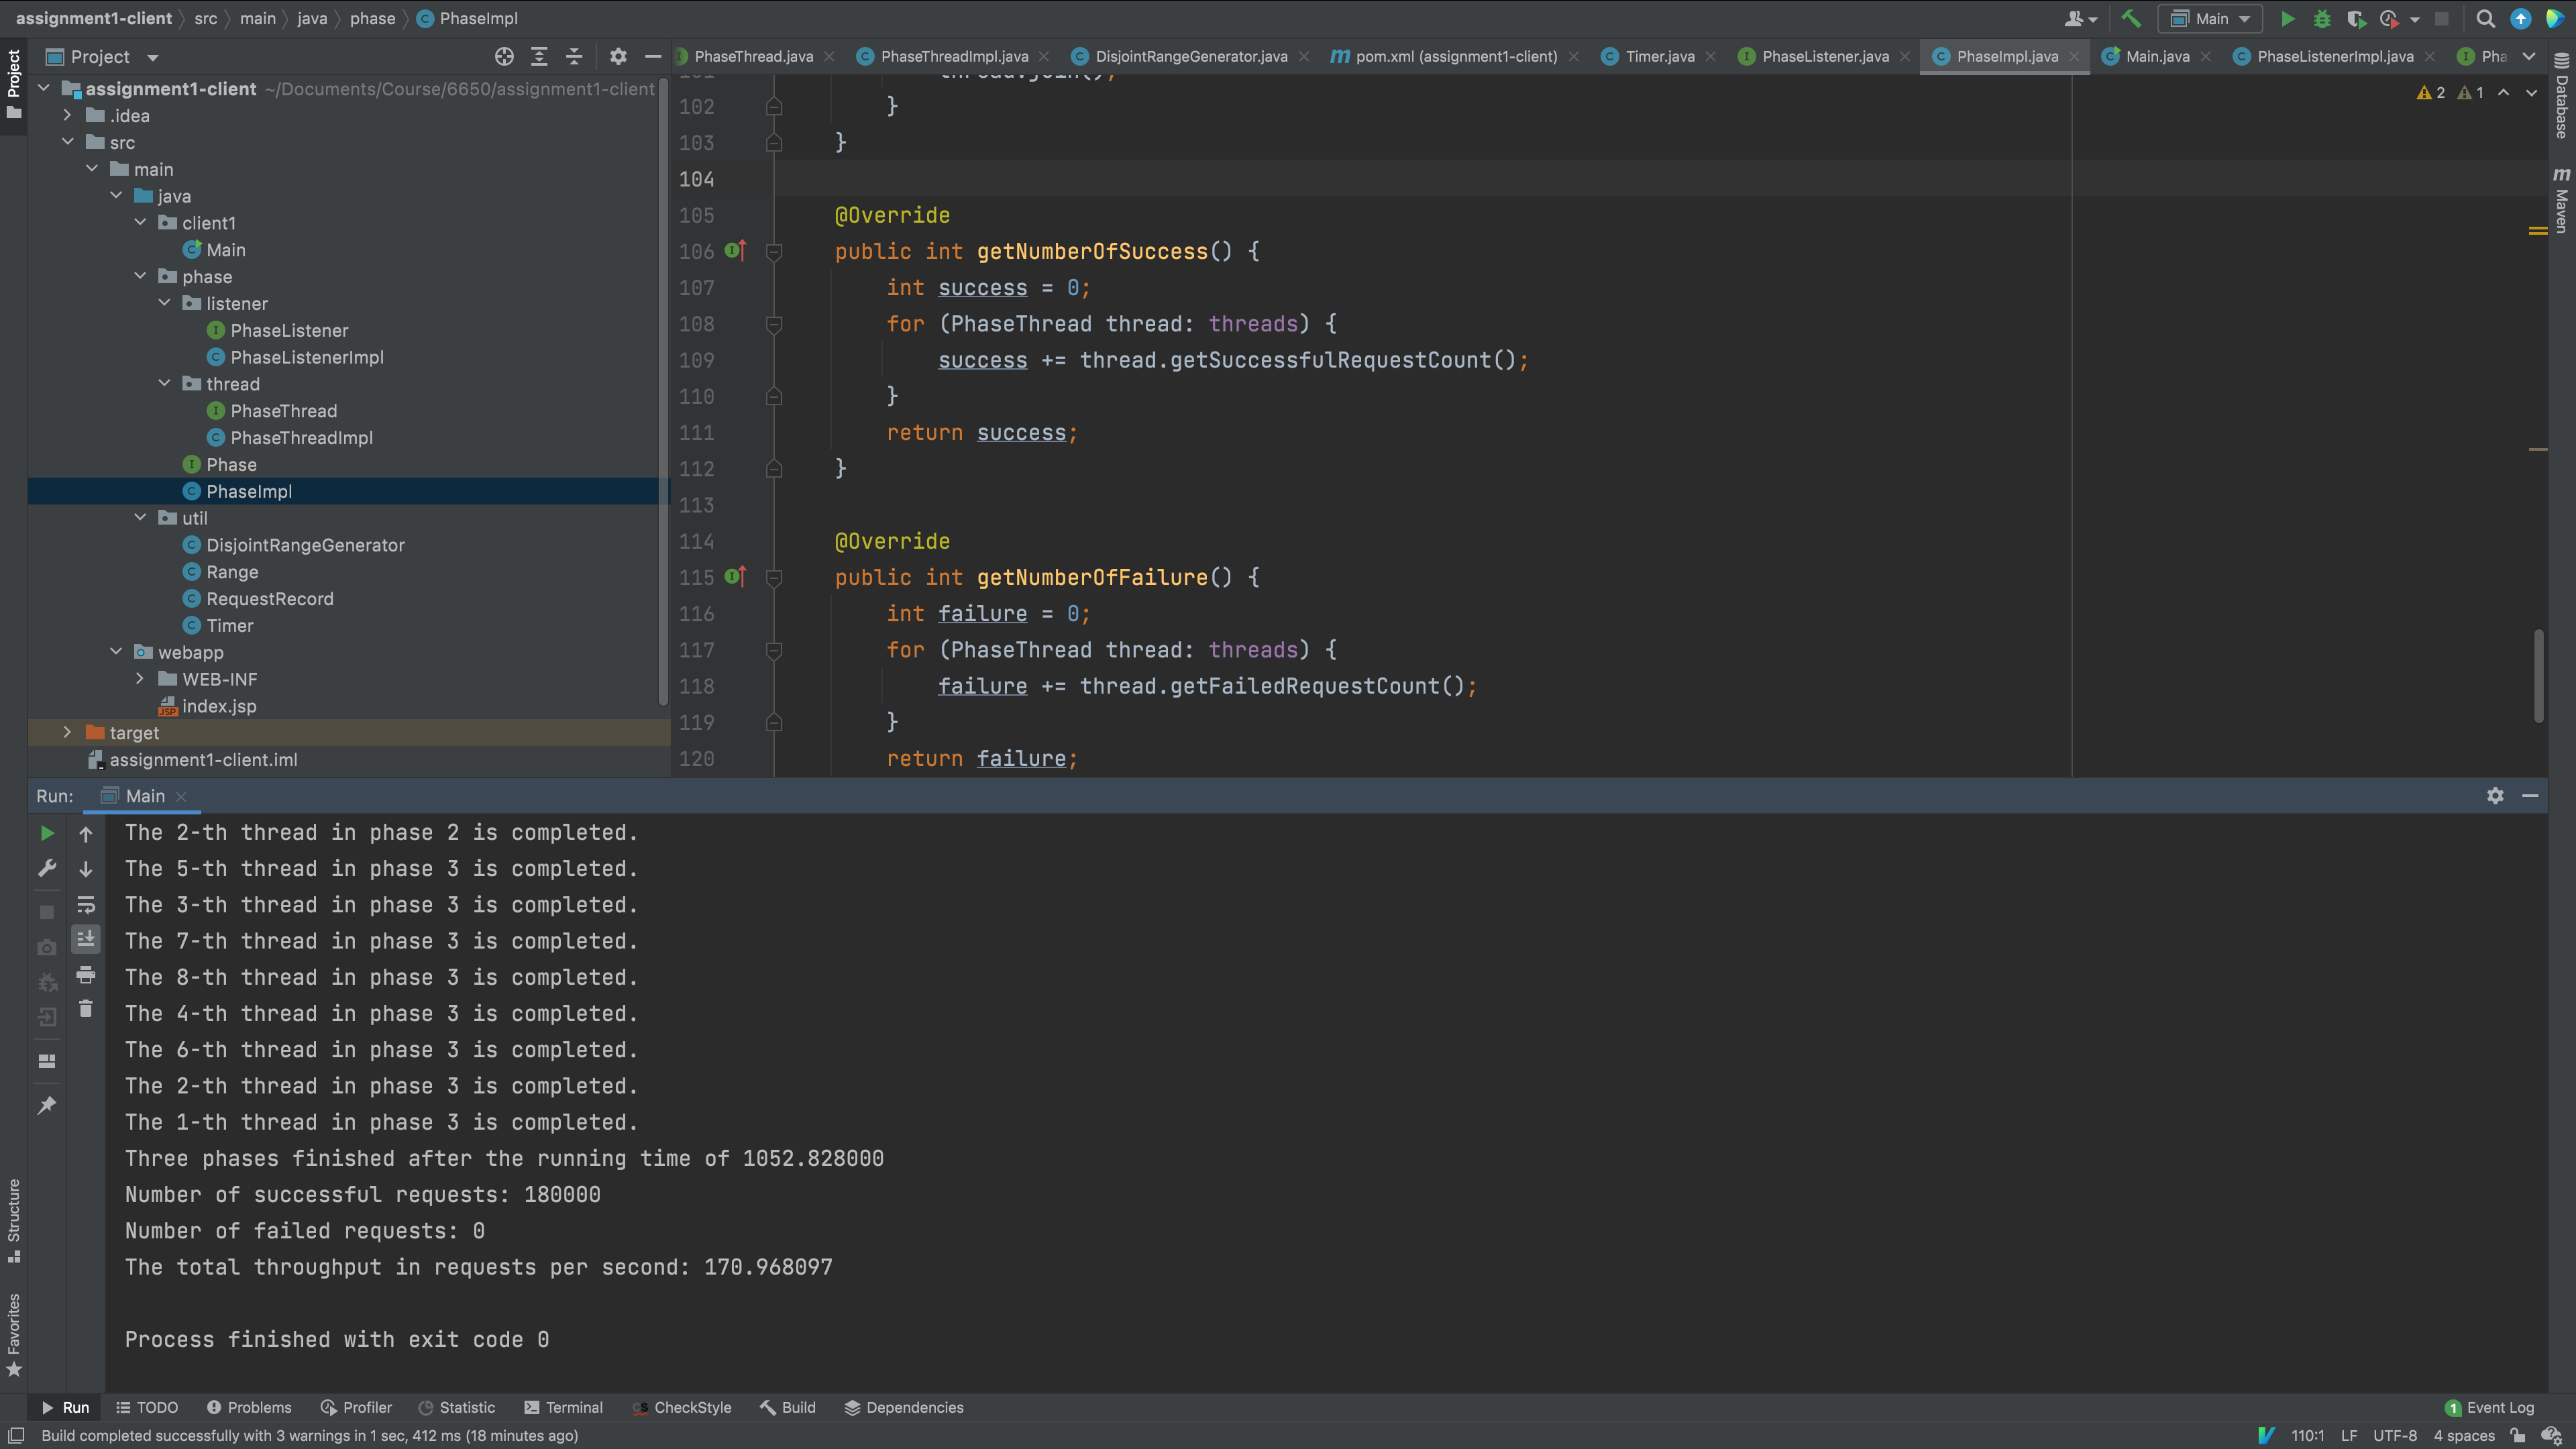 assignment1-client src main java phase PhaseImpl
Main
Project
PhaseThread.java PhaseThreadImpl.java DisjointRangeGenerator.java pom.xml (assignment1-client) Timer.java PhaseListener.java PhaseImpl.java Main.java PhaseListenerImpl.java Pha
Project
Database
Maven
Structure
Favorites
assignment1-client ~/Documents/Course/6650/assignment1-client
.idea
src
main
java
client1
Main
phase
listener
PhaseListener
PhaseListenerImpl
thread
PhaseThread
PhaseThreadImpl
Phase
PhaseImpl
util
DisjointRangeGenerator
Range
RequestRecord
Timer
webapp
WEB-INF
index.jsp
target
assignment1-client.iml
2 1
thread.join();
102 }
103 }
104
105 @Override
106 public int getNumberOfSuccess() {
107 int success = 0;
108 for (PhaseThread thread: threads) {
109 success += thread.getSuccessfulRequestCount();
110 }
111 return success;
112 }
113
114 @Override
115 public int getNumberOfFailure() {
116 int failure = 0;
117 for (PhaseThread thread: threads) {
118 failure += thread.getFailedRequestCount();
119 }
120 return failure;
Run: Main
The 2-th thread in phase 2 is completed.
The 5-th thread in phase 3 is completed.
The 3-th thread in phase 3 is completed.
The 7-th thread in phase 3 is completed.
The 8-th thread in phase 3 is completed.
The 4-th thread in phase 3 is completed.
The 6-th thread in phase 3 is completed.
The 2-th thread in phase 3 is completed.
The 1-th thread in phase 3 is completed.
Three phases finished after the running time of 1052.828000
Number of successful requests: 180000
Number of failed requests: 0
The total throughput in requests per second: 170.968097
Process finished with exit code 0
Run TODO Problems Profiler Statistic Terminal CheckStyle Build Dependencies 1 Event Log
Build completed successfully with 3 warnings in 1 sec, 412 ms (18 minutes ago) 110:1 LF UTF-8 4 spaces